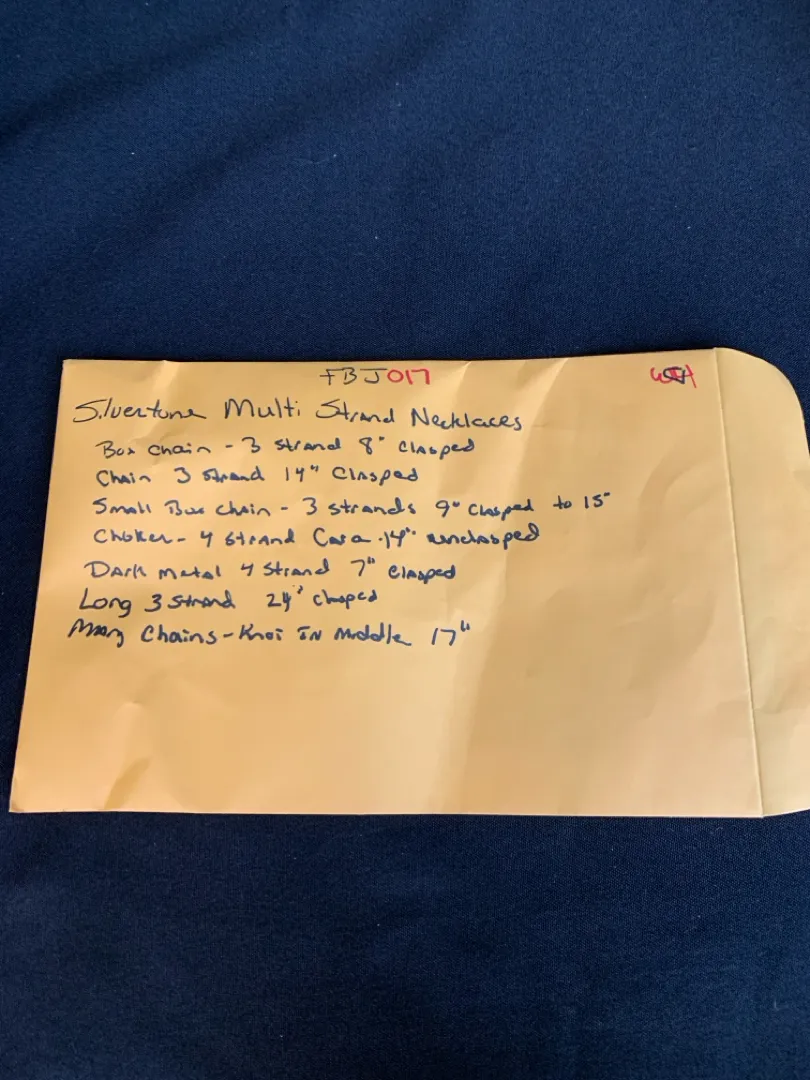 FBJ017
Silvertone Multi Strand Necklaces
Box Chain - 3 strand 8" Clasped
Chain 3 Strand 14" Clasped
Small Box chain - 3 strands 9" Clasped to 15"
Choker - 4 Strand 14" unclasped
Dark Metal 4 Strand 7" Clasped
Long 3 Strand 24" Clasped
Many Chains - Knot IN Middle 17"